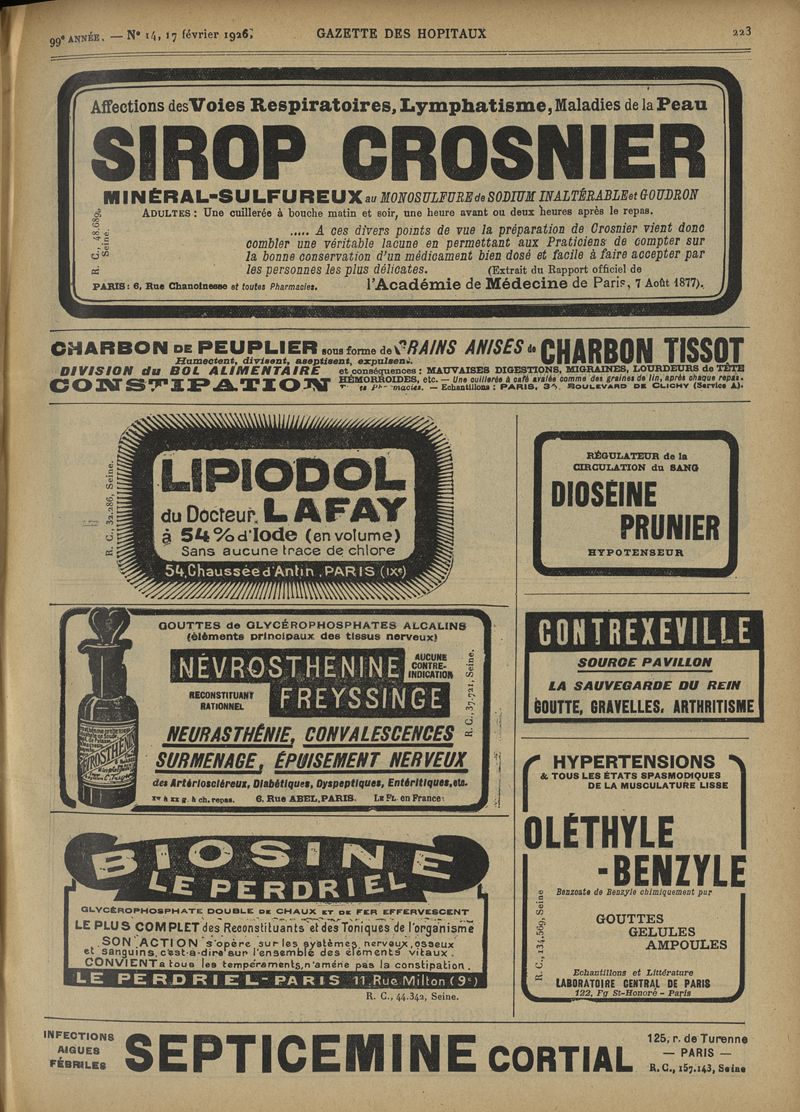 99e ANNÉE. — No 14, 17 février 1926.
GAZETTE DES HOPITAUX
223
Affections des Voies Respiratoires, Lymphatisme, Maladies de la Peau
SIROP CROSNIER
MINÉRAL-SULFUREUX au MONOSULFURE de SODIUM INALTÉRABLE et GOUDRON
ADULTES : Une cuillerée à bouche matin et soir, une heure avant ou deux heures après le repas.
..... A ces divers points de vue la préparation de Crosnier vient donc
combler une véritable lacune en permettant aux Praticiens de compter sur
la bonne conservation d'un médicament bien dosé et facile à faire accepter par
les personnes les plus délicates. (Extrait du Rapport officiel de
PARIS : 6, Rue Chanoinesse et toutes Pharmacies. l'Académie de Médecine de Paris, 7 Août 1877).
R. C., 48.689, Seine.
CHARBON DE PEUPLIER sous forme de GRAINS ANISÉS de CHARBON TISSOT
Humectent, divisent, aseptisent, expulsent.
DIVISION du BOL ALIMENTAIRE et conséquences : MAUVAISES DIGESTIONS, MIGRAINES, LOURDEURS de TÊTE
CONSTIPATION HÉMORROIDES, etc. — Une cuillerée à café avalée comme des graines de lin, après chaque repas.
macies. — Echantillons : PARIS, BOULEVARD DE CLICHY (Service A).
LIPIODOL
du Docteur LAFAY
à 54% d'Iode (en volume)
Sans aucune trace de chlore
54, Chaussée d'Antin, PARIS (IXe)
R. C., 32.286, Seine.
RÉGULATEUR de la
CIRCULATION du SANG
DIOSÉINE
PRUNIER
HYPOTENSEUR
GOUTTES de GLYCÉROPHOSPHATES ALCALINS
(éléments principaux des tissus nerveux)
NÉVROSTHÉNINE
AUCUNE
CONTRE-
INDICATION
RECONSTITUANT
RATIONNEL
FREYSSINGE
R. C., 37.721, Seine.
NEURASTHÉNIE, CONVALESCENCES
SURMENAGE, ÉPUISEMENT NERVEUX
des Artérioscléreux, Diabétiques, Dyspeptiques, Entéritiques, etc.
XV à XX g. à ch. repas. 6, Rue ABEL, PARIS. Le FL. en France
CONTREXEVILLE
SOURCE PAVILLON
LA SAUVEGARDE DU REIN
GOUTTE, GRAVELLES, ARTHRITISME
HYPERTENSIONS
& TOUS LES ÉTATS SPASMODIQUES
DE LA MUSCULATURE LISSE
OLÉTHYLE
-BENZYLE
Benzoate de Benzyle chimiquement pur
GOUTTES
GELULES
AMPOULES
R. C., 134.569, Seine
Echantillons et Littérature
LABORATOIRE CENTRAL DE PARIS
122, Fg St-Honoré - Paris
BIOSINE
LE PERDRIEL
GLYCÉROPHOSPHATE DOUBLE DE CHAUX ET DE FER EFFERVESCENT
LE PLUS COMPLET des Reconstituants et des Toniques de l'organisme
SON ACTION s'opère sur les systèmes nerveux, osseux
et sanguins, c'est-à-dire sur l'ensemble des éléments vitaux.
CONVIENT à tous les tempéraments, n'amène pas la constipation.
LE PERDRIEL - PARIS 11, Rue Milton (9e)
R. C., 44.342, Seine.
INFECTIONS
AIGUES
FÉBRILES
SEPTICEMINE CORTIAL
125, r. de Turenne
— PARIS —
R. C., 157.143, Seine